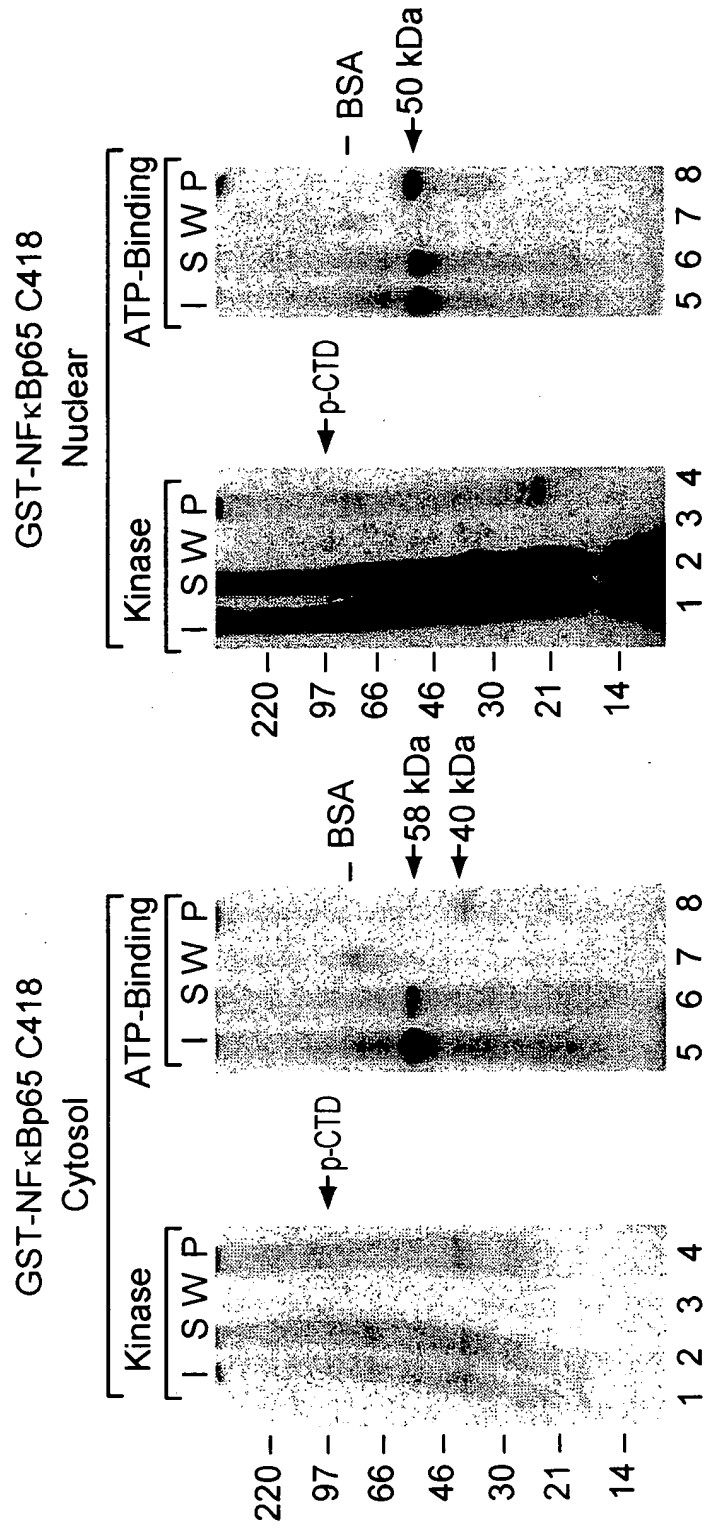 GST-NFκBp65 C418
Cytosol
Kinase
ATP-Binding
I S W P
I S W P
220
97
66
46
30
21
14
p-CTD
BSA
58 kDa
40 kDa
1 2 3 4
5 6 7 8
GST-NFκBp65 C418
Nuclear
Kinase
ATP-Binding
I S W P
I S W P
220
97
66
46
30
21
14
p-CTD
BSA
50 kDa
1 2 3 4
5 6 7 8